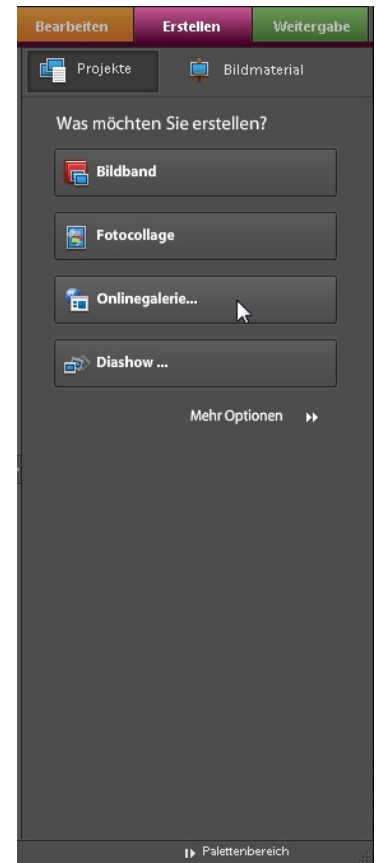 Bearbeiten Erstellen Weitergabe
Projekte Bildmaterial
Was möchten Sie erstellen?
Bildband
Fotocollage
Onlinegalerie...
Diashow ...
Mehr Optionen
Palettenbereich